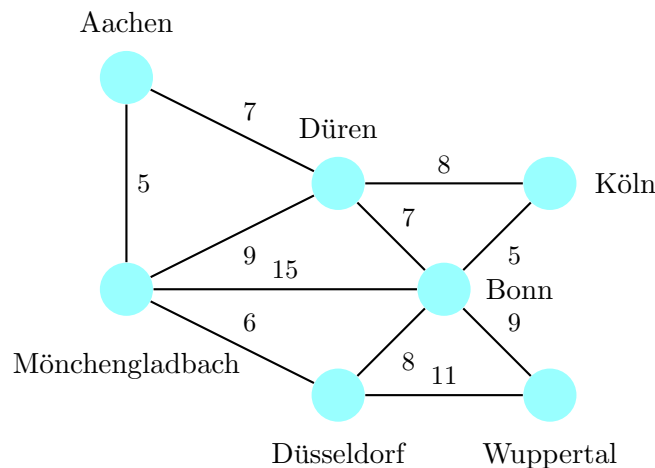 Aachen
7
Düren
8
5
Köln
7
9
5
15
Bonn
6
9
Mönchengladbach
8
11
Düsseldorf
Wuppertal